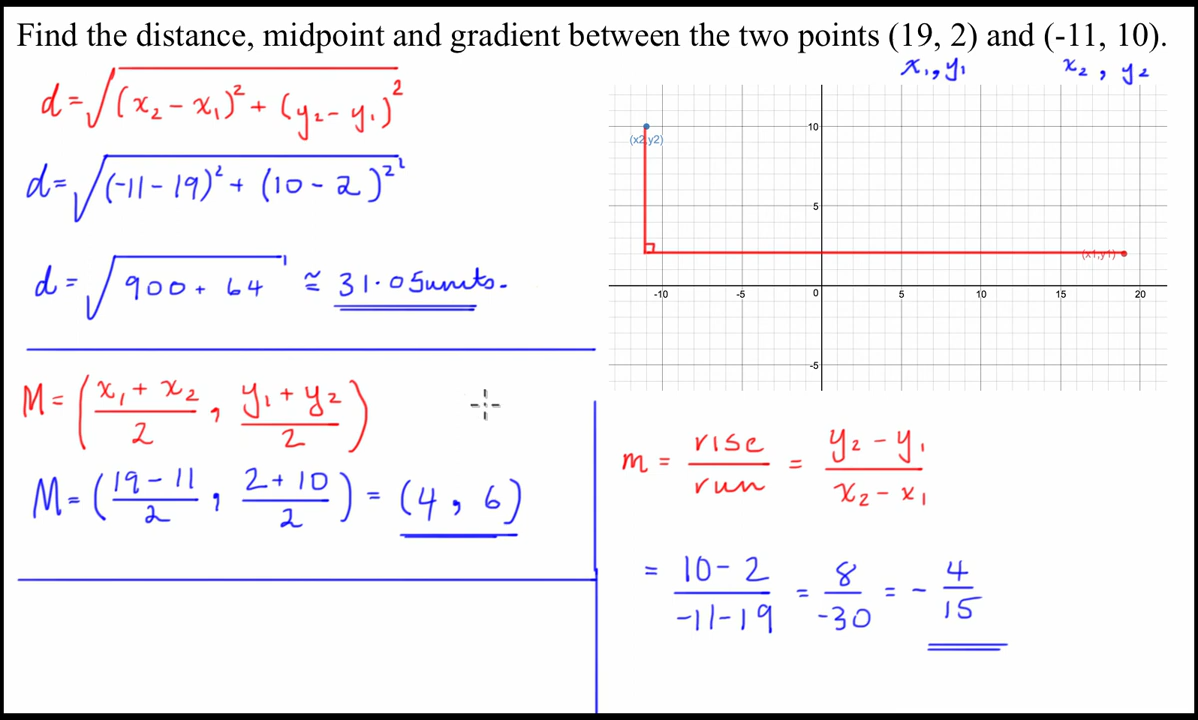 Find the distance, midpoint and gradient between the two points (19, 2) and (-11, 10).
x₁, y₁ x₂, y₂
d = √(x₂ - x₁)² + (y₂ - y₁)²
d = √(-11 - 19)² + (10 - 2)²
d = √900 + 64 ≅ 31.05 units.
10
(x2,y2)
5
(x1,y1)
-10 -5 0 5 10 15 20
-5
M = (x₁ + x₂ / 2, y₁ + y₂ / 2)
M = (19 - 11 / 2, 2 + 10 / 2) = (4, 6)
m = rise / run = y₂ - y₁ / x₂ - x₁
= 10 - 2 / -11 - 19 = 8 / -30 = - 4 / 15